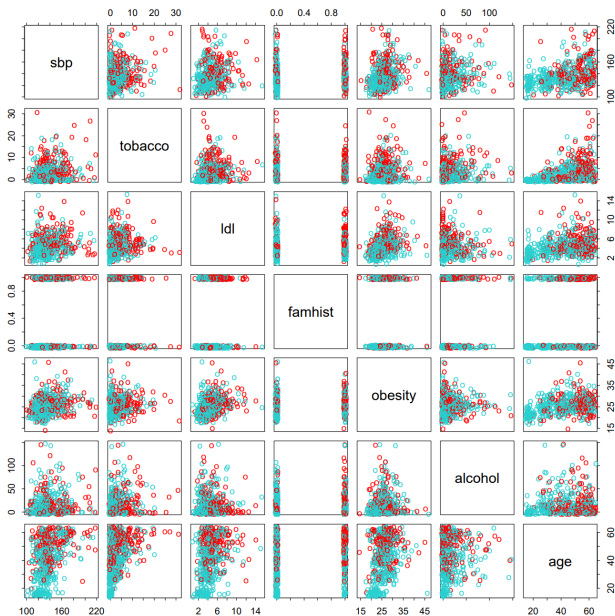 0 10 20 30 0.0 0.4 0.8 0 50 100
sbp 100 160 220
0 10 20 30 tobacco
ldl 2 6 10 14
0.0 0.4 0.8 famhist
obesity 15 25 35 45
0 50 100 alcohol
age 20 40 60
100 160 220 2 6 10 14 15 25 35 45 20 40 60